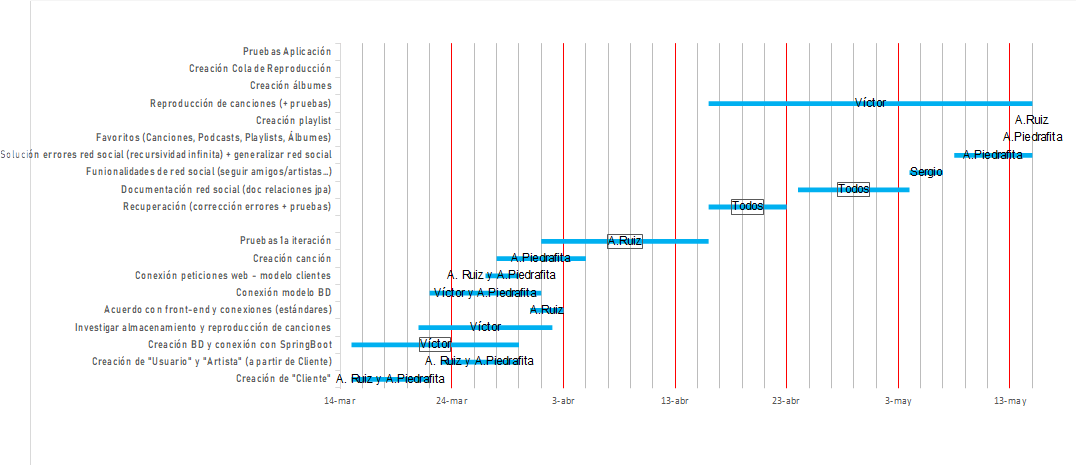 Pruebas Aplicación
Creación Cola de Reproducción
Creación álbumes
Reproducción de canciones (+ pruebas) Víctor
Creación playlist A.Ruiz
Favoritos (Canciones, Podcasts, Playlists, Álbumes) A.Piedrafita
Solución errores red social (recursividad infinita) + generalizar red social A.Piedrafita
Funionalidades de red social (seguir amigos/artistas...) Sergio
Documentación red social (doc relaciones jpa) Todos
Recuperación (corrección errores + pruebas) Todos
Pruebas 1a iteración A.Ruiz
Creación canción A.Piedrafita
Conexión peticiones web - modelo clientes A. Ruiz y A.Piedrafita
Conexión modelo BD Víctor y A.Piedrafita
Acuerdo con front-end y conexiones (estándares) A.Ruiz
Investigar almacenamiento y reproducción de canciones Víctor
Creación BD y conexión con SpringBoot Víctor
Creación de "Usuario" y "Artista" (a partir de Cliente) A. Ruiz y A.Piedrafita
Creación de "Cliente" A. Ruiz y A.Piedrafita
14-mar 24-mar 3-abr 13-abr 23-abr 3-may 13-may